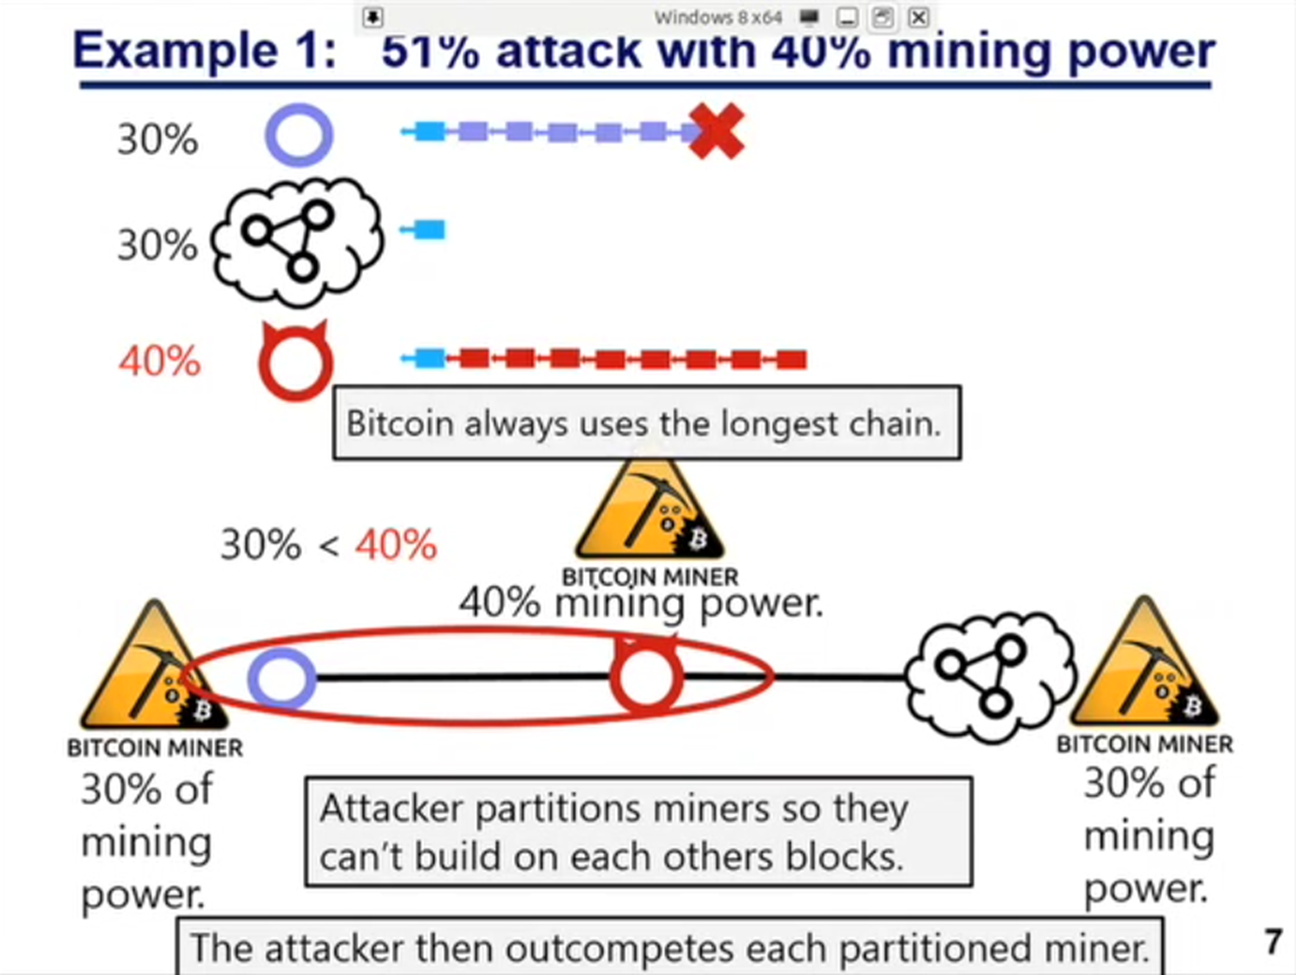 Windows 8 x64
Example 1: 51% attack with 40% mining power
30%
30%
40%
Bitcoin always uses the longest chain.
30% < 40%
BITCOIN MINER
40% mining power.
BITCOIN MINER
30% of
mining
power.
BITCOIN MINER
30% of
mining
power.
Attacker partitions miners so they
can't build on each others blocks.
The attacker then outcompetes each partitioned miner.
7